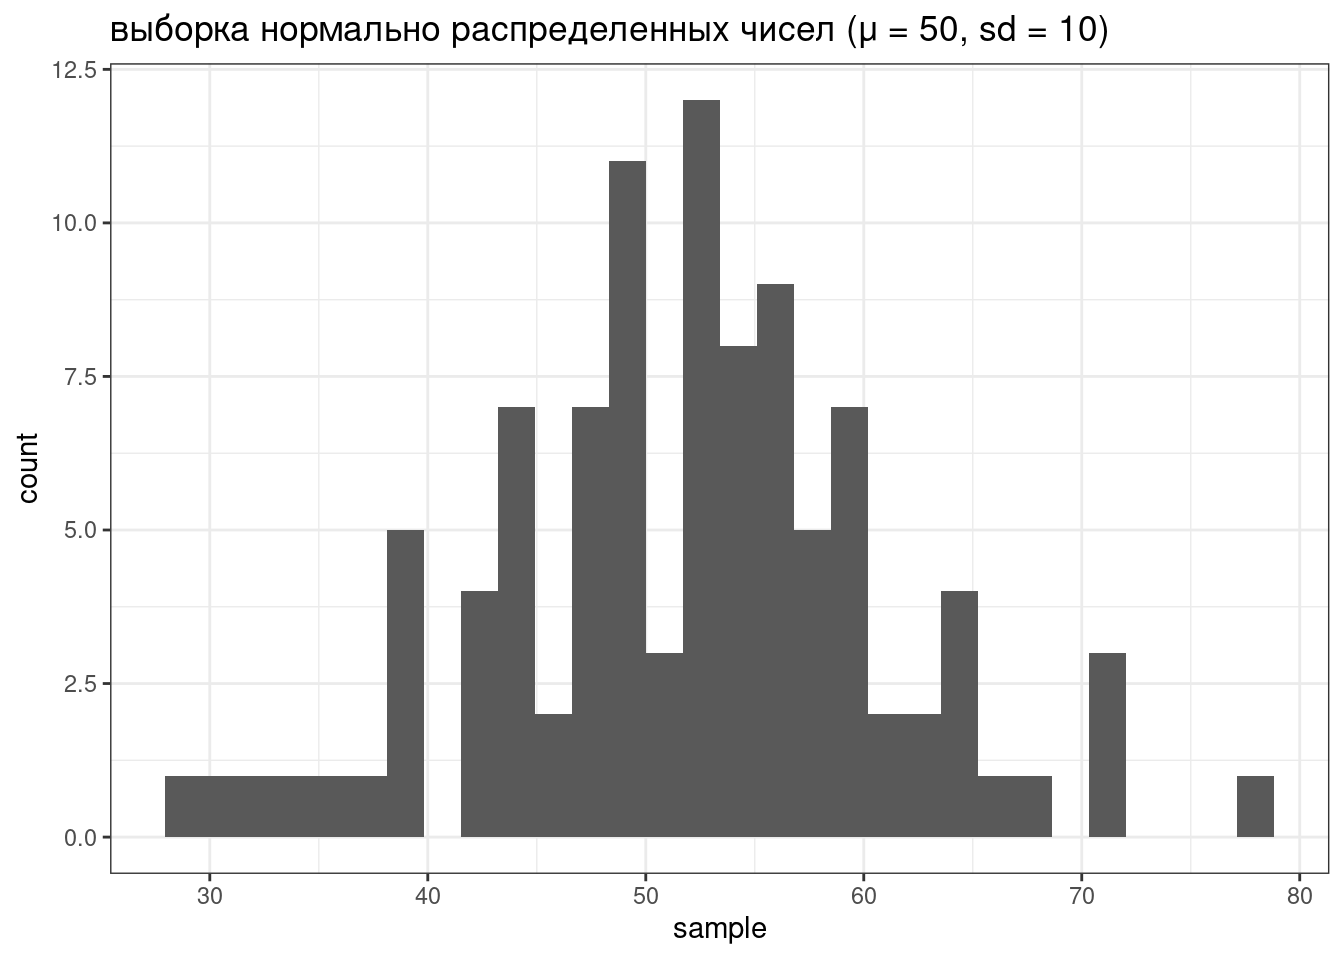 выборка нормально распределенных чисел (μ = 50, sd = 10)
12.5
10.0
7.5
5.0
2.5
0.0
count
30 40 50 60 70 80
sample